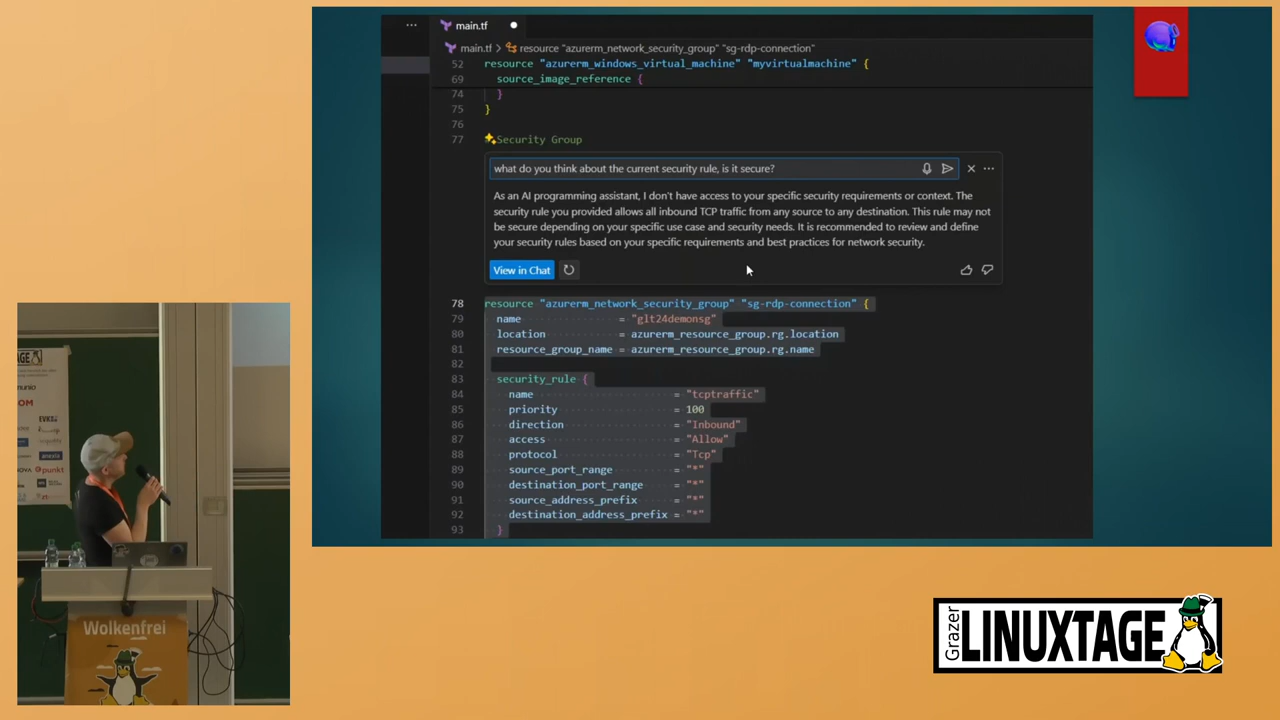 main.tf
main.tf > resource "azurerm_network_security_group" "sg-rdp-connection"
52 resource "azurerm_windows_virtual_machine" "myvirtualmachine" {
69 source_image_reference {
74 }
75 }
76
77 Security Group
what do you think about the current security rule, is it secure?
As an AI programming assistant, I don't have access to your specific security requirements or context. The
security rule you provided allows all inbound TCP traffic from any source to any destination. This rule may not
be secure depending on your specific use case and security needs. It is recommended to review and define
your security rules based on your specific requirements and best practices for network security.
View in Chat
78 resource "azurerm_network_security_group" "sg-rdp-connection" {
79 name = "glt24demonsg"
80 location = azurerm_resource_group.rg.location
81 resource_group_name = azurerm_resource_group.rg.name
82
83 security_rule {
84 name = "tcptraffic"
85 priority = 100
86 direction = "Inbound"
87 access = "Allow"
88 protocol = "Tcp"
89 source_port_range = "*"
90 destination_port_range = "*"
91 source_address_prefix = "*"
92 destination_address_prefix = "*"
93 }
punkt
Wolkenfrei
Grazer
LINUXTAGE